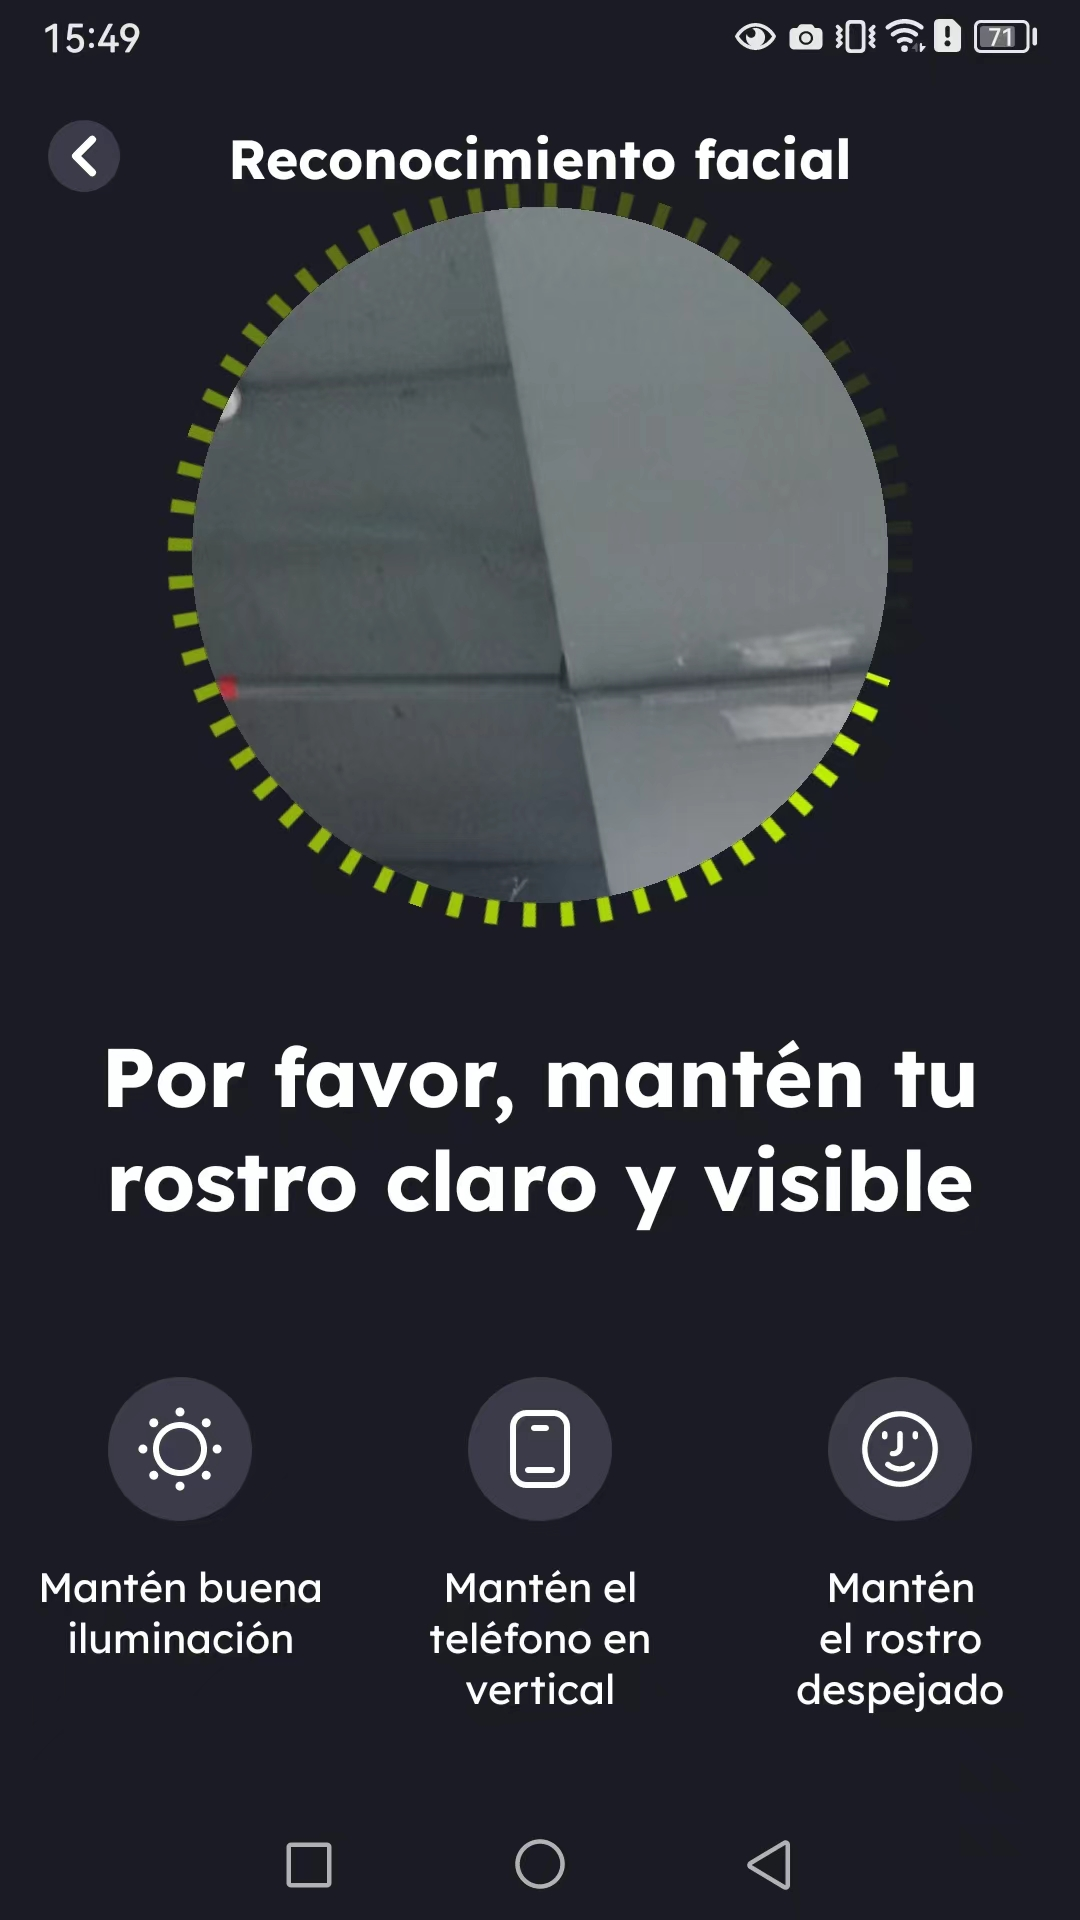 15:49
71
Reconocimiento facial
Por favor, mantén tu
rostro claro y visible
Mantén buena
iluminación
Mantén el
teléfono en
vertical
Mantén
el rostro
despejado